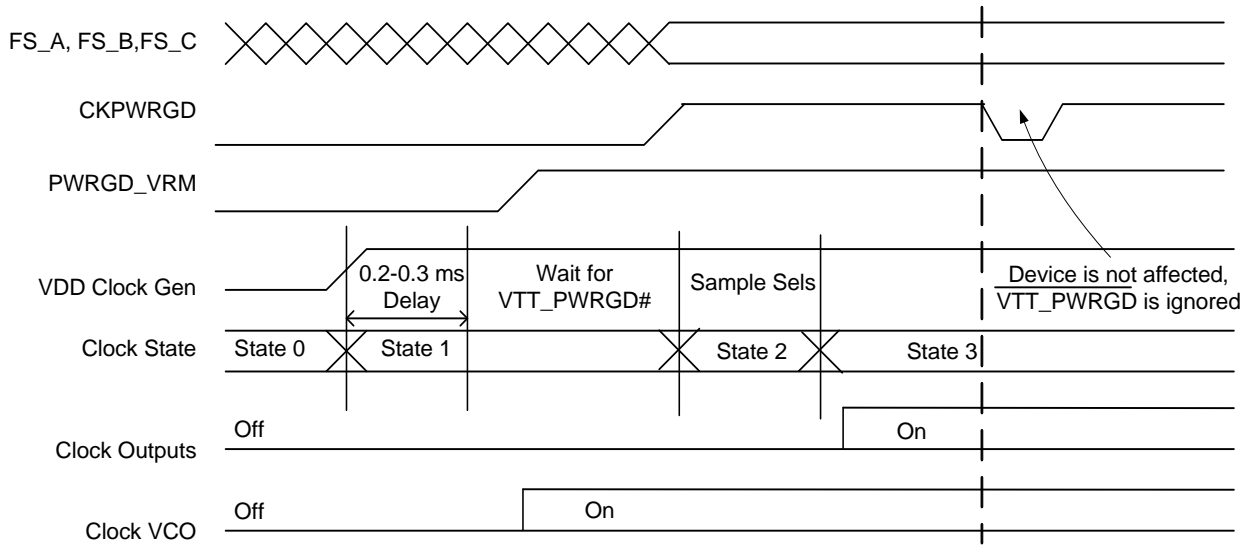 FS_A, FS_B,FS_C
CKPWRGD
PWRGD_VRM
VDD Clock Gen
0.2-0.3 ms
Delay
Wait for
VTT_PWRGD#
Sample Sels
Device is not affected,
VTT_PWRGD is ignored
Clock State
State 0
State 1
State 2
State 3
Clock Outputs
Off
On
Clock VCO
Off
On